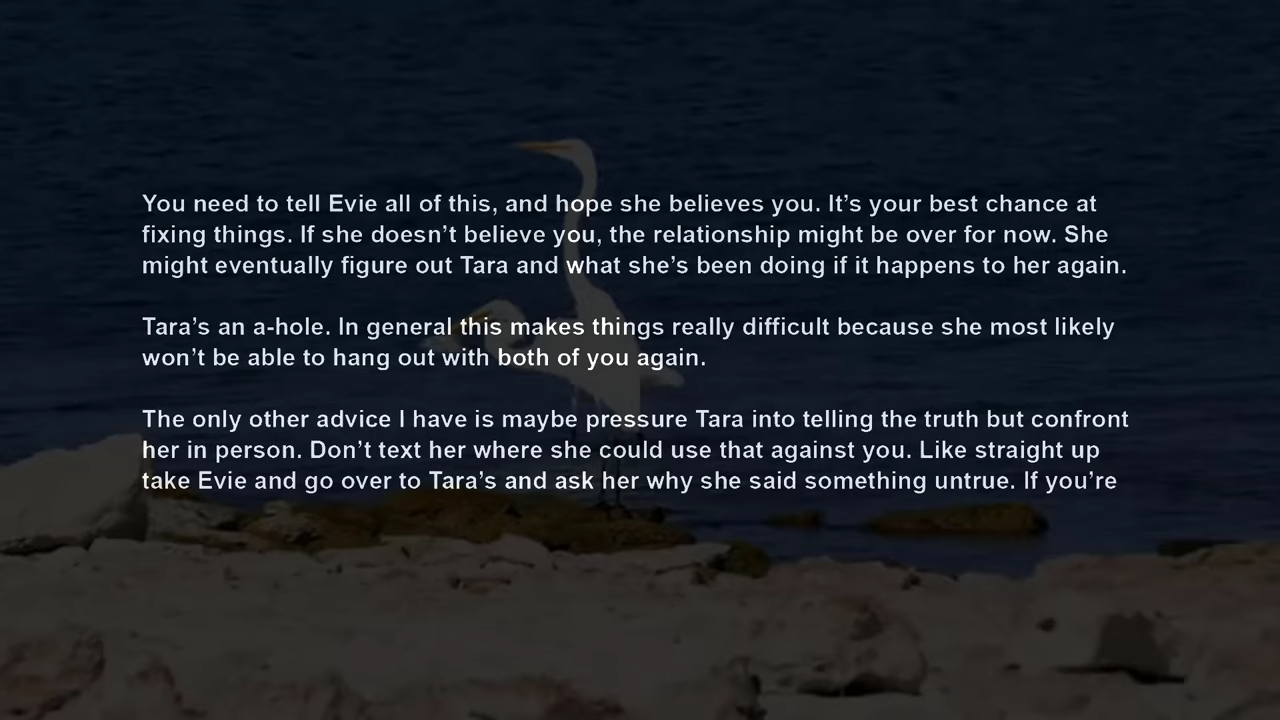 You need to tell Evie all of this, and hope she believes you. It’s your best chance at
fixing things. If she doesn’t believe you, the relationship might be over for now. She
might eventually figure out Tara and what she’s been doing if it happens to her again.
Tara’s an a-hole. In general this makes things really difficult because she most likely
won’t be able to hang out with both of you again.
The only other advice I have is maybe pressure Tara into telling the truth but confront
her in person. Don’t text her where she could use that against you. Like straight up
take Evie and go over to Tara’s and ask her why she said something untrue. If you’re